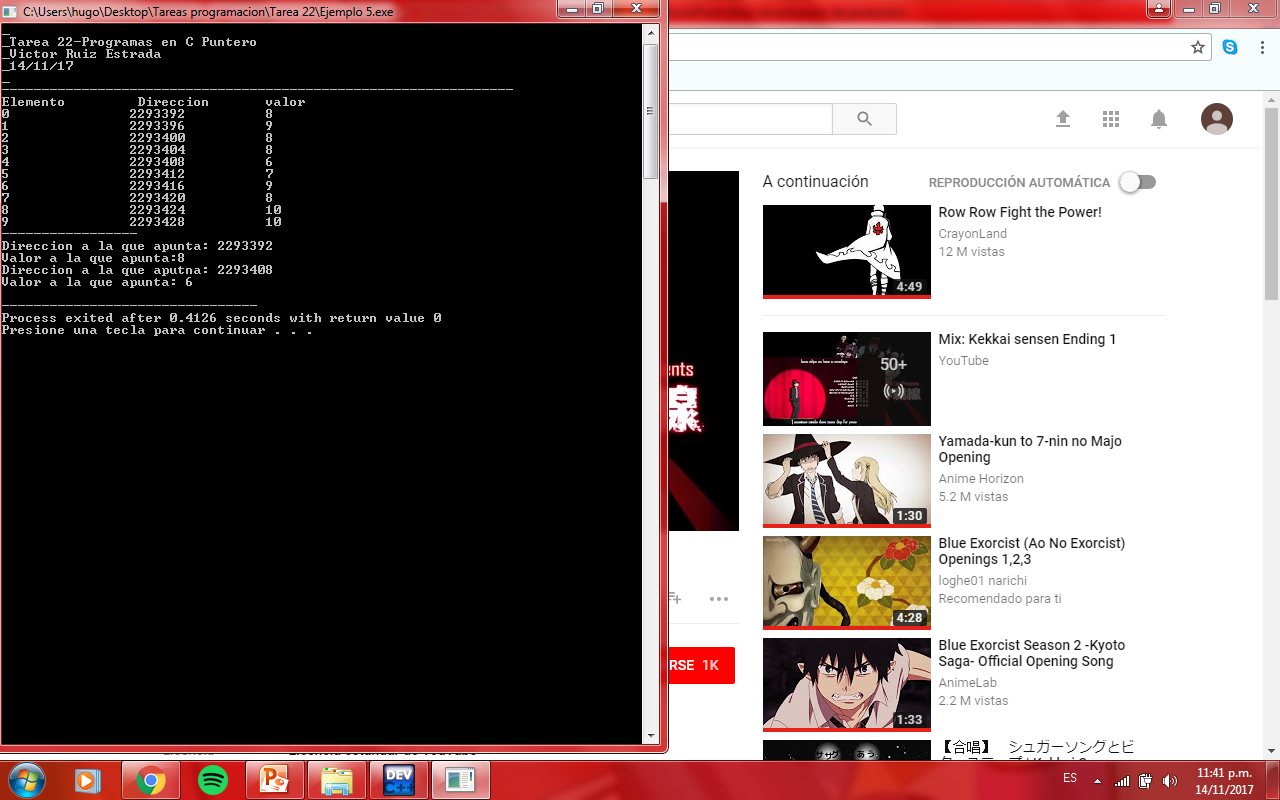 C:\Users\hugo\Desktop\Tareas programacion\Tarea 22\Ejemplo 5.exe
_
_Tarea 22-Programas en C Puntero
_Victor Ruiz Estrada
_14/11/17
_
----------------------------------------------------------------
Elemento Direccion valor
0 2293392 8
1 2293396 9
2 2293400 8
3 2293404 8
4 2293408 6
5 2293412 7
6 2293416 9
7 2293420 8
8 2293424 10
9 2293428 10
-----------------
Direccion a la que apunta: 2293392
Valor a la que apunta:8
Direccion a la que aputna: 2293408
Valor a la que apunta: 6
--------------------------------
Process exited after 0.4126 seconds with return value 0
Presione una tecla para continuar . . .
A continuación
REPRODUCCIÓN AUTOMÁTICA
Row Row Fight the Power!
CrayonLand
12 M vistas
4:49
Mix: Kekkai sensen Ending 1
YouTube
50+
Yamada-kun to 7-nin no Majo
Opening
Anime Horizon
5.2 M vistas
1:30
Blue Exorcist (Ao No Exorcist)
Openings 1,2,3
loghe01 narichi
Recomendado para ti
4:28
Blue Exorcist Season 2 -Kyoto
Saga- Official Opening Song
AnimeLab
2.2 M vistas
1:33
【合唱】 シュガーソングとビ
ents
線
RSE 1K
DEV
C++
ES
11:41 p.m.
14/11/2017